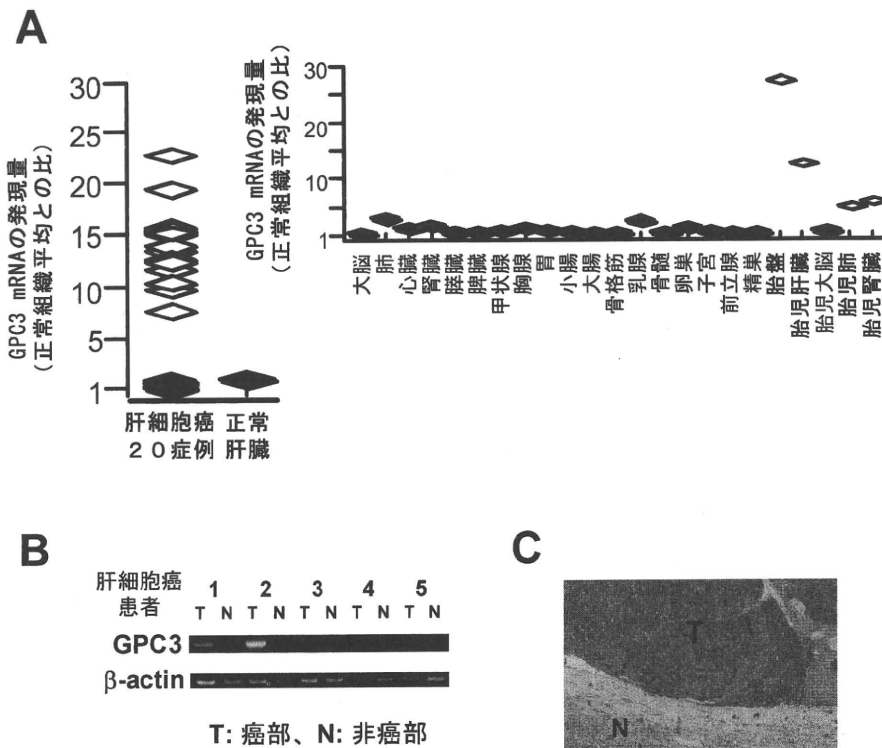 A
GPC3 mRNAの発現量
(正常組織平均との比)
30
25
20
15
10
5
1
肝細胞癌
20症例
正常
肝臓
GPC3 mRNAの発現量
(正常組織平均との比)
30
20
10
1
大脳
肺
心臓
腎臓
膵臓
脾臓
甲状腺
胸腺
胃
小腸
大腸
骨格筋
乳腺
骨髄
卵巣
子宮
前立腺
精巣
胎盤
胎児肝臓
胎児大脳
胎児肺
胎児腎臓
B
肝細胞癌
患者
1 2 3 4 5
T N T N T N T N T N
GPC3
β-actin
T: 癌部、N: 非癌部
C
T
N